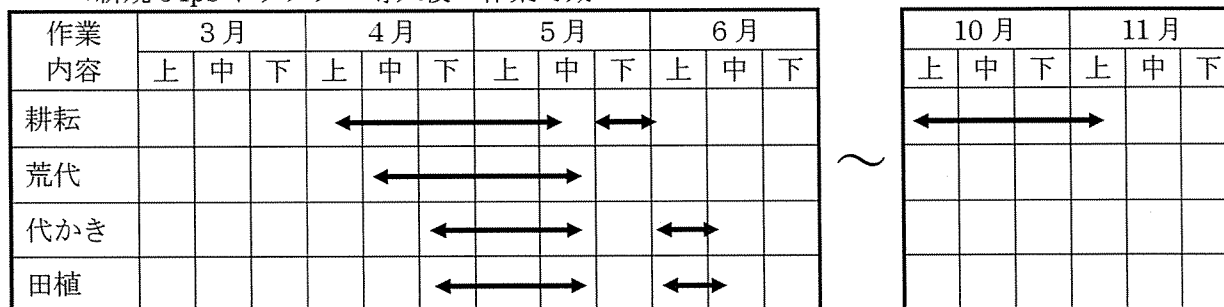 作業内容 3月 4月 5月 6月 10月 11月
上 中 下 上 中 下 上 中 下 上 中 下 上 中 下 上 中 下
耕耘
荒代
〜
代かき
田植